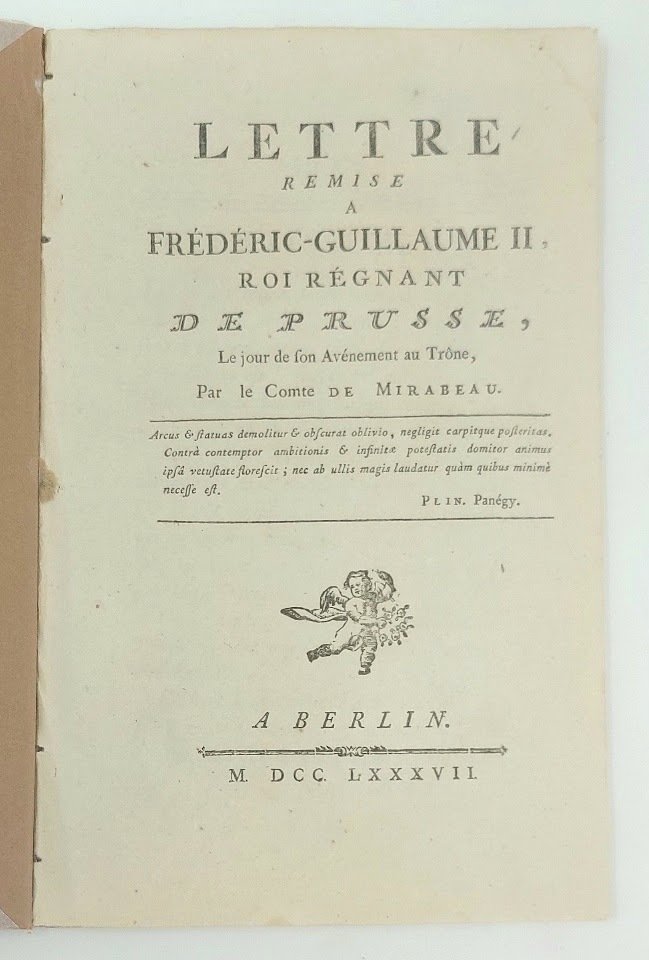 LETTRE
REMISE
A
FRÉDÉRIC-GUILLAUME II,
ROI RÉGNANT
DE PRUSSE,
Le jour de ſon Avénement au Trône,
Par le Comte DE MIRABEAU.
Arcus & ſtatuas demolitur & obſcurat oblivio, negligit carpitque poſteritas.
Contrà contemptor ambitionis & infinitæ poteſtatis domitor animus
ipſâ vetuſtate floreſcit ; nec ab ullis magis laudatur quàm quibus minimè
neceſſe eſt.
PLIN. Panégy.
A BERLIN.
M. DCC. LXXXVII.